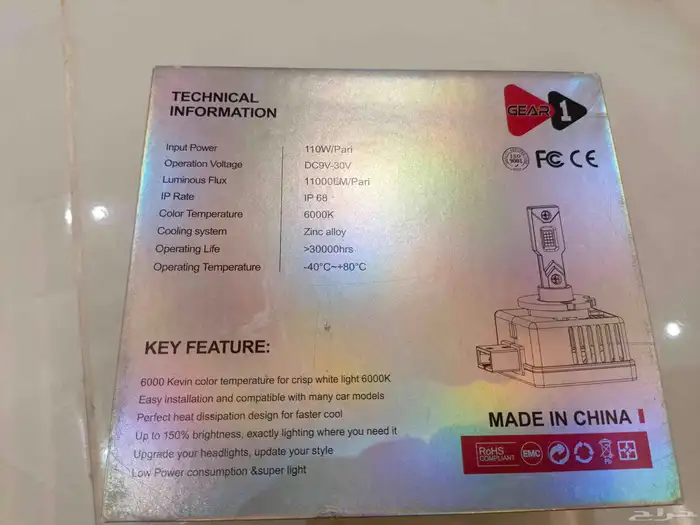 TECHNICAL
INFORMATION
GEAR 1
Input Power 110W/Pari
Operation Voltage DC9V-30V
Luminous Flux 11000LM/Pari
IP Rate IP 68
Color Temperature 6000K
Cooling system Zinc alloy
Operating Life >30000hrs
Operating Temperature -40°C~+80°C
ISO
9001
FC CE
KEY FEATURE:
6000 Kevin color temperature for crisp white light 6000K
Easy installation and compatible with many car models
Perfect heat dissipation design for faster cool
Up to 150% brightness, exactly lighting where you need it
Upgrade your headlights, update your style
Low Power consumption &super light
MADE IN CHINA
RoHS
COMPLIANT
EMC
Pb
حراج